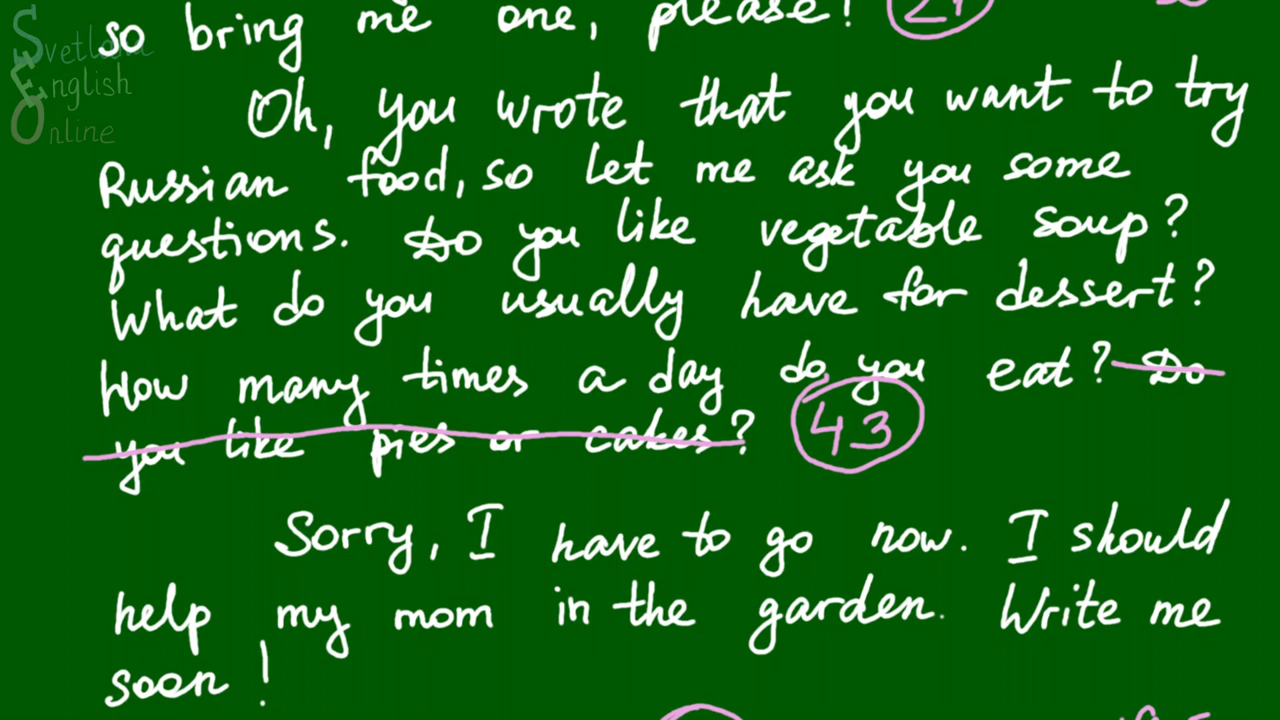 so bring me one, please!
Svetlana
English
Online
Oh, you wrote that you want to try
Russian food, so let me ask you some
questions. Do you like vegetable soup?
What do you usually have for dessert?
How many times a day do you eat? Do
you like pies or cakes? 43
Sorry, I have to go now. I should
help my mom in the garden. Write me
soon!